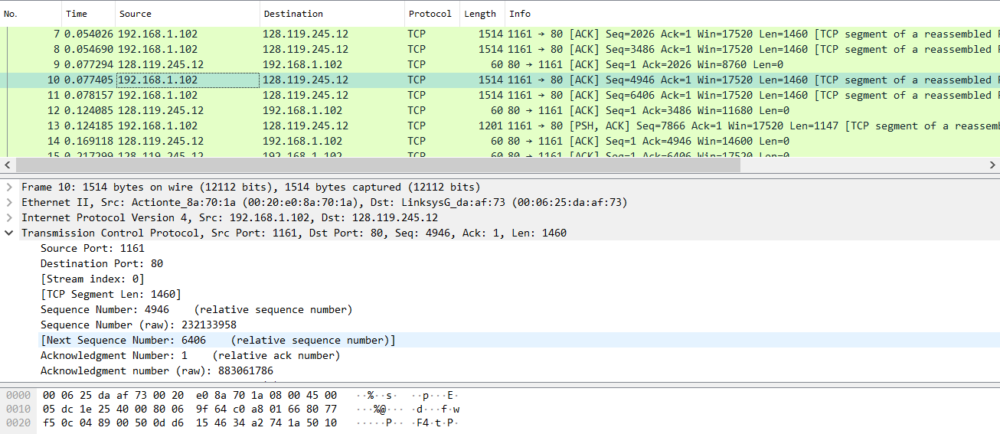 No. Time Source Destination Protocol Length Info
7 0.054026 192.168.1.102 128.119.245.12 TCP 1514 1161 → 80 [ACK] Seq=2026 Ack=1 Win=17520 Len=1460 [TCP segment of a reassembled
8 0.054690 192.168.1.102 128.119.245.12 TCP 1514 1161 → 80 [ACK] Seq=3486 Ack=1 Win=17520 Len=1460 [TCP segment of a reassembled
9 0.077294 128.119.245.12 192.168.1.102 TCP 60 80 → 1161 [ACK] Seq=1 Ack=2026 Win=8760 Len=0
10 0.077405 192.168.1.102 128.119.245.12 TCP 1514 1161 → 80 [ACK] Seq=4946 Ack=1 Win=17520 Len=1460 [TCP segment of a reassembled
11 0.078157 192.168.1.102 128.119.245.12 TCP 1514 1161 → 80 [ACK] Seq=6406 Ack=1 Win=17520 Len=1460 [TCP segment of a reassembled
12 0.124085 128.119.245.12 192.168.1.102 TCP 60 80 → 1161 [ACK] Seq=1 Ack=3486 Win=11680 Len=0
13 0.124185 192.168.1.102 128.119.245.12 TCP 1201 1161 → 80 [PSH, ACK] Seq=7866 Ack=1 Win=17520 Len=1147 [TCP segment of a reassem
14 0.169118 128.119.245.12 192.168.1.102 TCP 60 80 → 1161 [ACK] Seq=1 Ack=4946 Win=14600 Len=0
15 0.217299 128.119.245.12 192.168.1.102 TCP 60 80 → 1161 [ACK] Seq=1 Ack=6406 Win=17520 Len=0
Frame 10: 1514 bytes on wire (12112 bits), 1514 bytes captured (12112 bits)
Ethernet II, Src: Actionte_8a:70:1a (00:20:e0:8a:70:1a), Dst: LinksysG_da:af:73 (00:06:25:da:af:73)
Internet Protocol Version 4, Src: 192.168.1.102, Dst: 128.119.245.12
Transmission Control Protocol, Src Port: 1161, Dst Port: 80, Seq: 4946, Ack: 1, Len: 1460
Source Port: 1161
Destination Port: 80
[Stream index: 0]
[TCP Segment Len: 1460]
Sequence Number: 4946 (relative sequence number)
Sequence Number (raw): 232133958
[Next Sequence Number: 6406 (relative sequence number)]
Acknowledgment Number: 1 (relative ack number)
Acknowledgment number (raw): 883061786
0000 00 06 25 da af 73 00 20 e0 8a 70 1a 08 00 45 00 ··%··s· ··p···E·
0010 05 dc 1e 25 40 00 80 06 9f 64 c0 a8 01 66 80 77 ···%@··· ·d···f·w
0020 f5 0c 04 89 00 50 0d d6 15 46 34 a2 74 1a 50 10 ·····P·· ·F4·t·P·